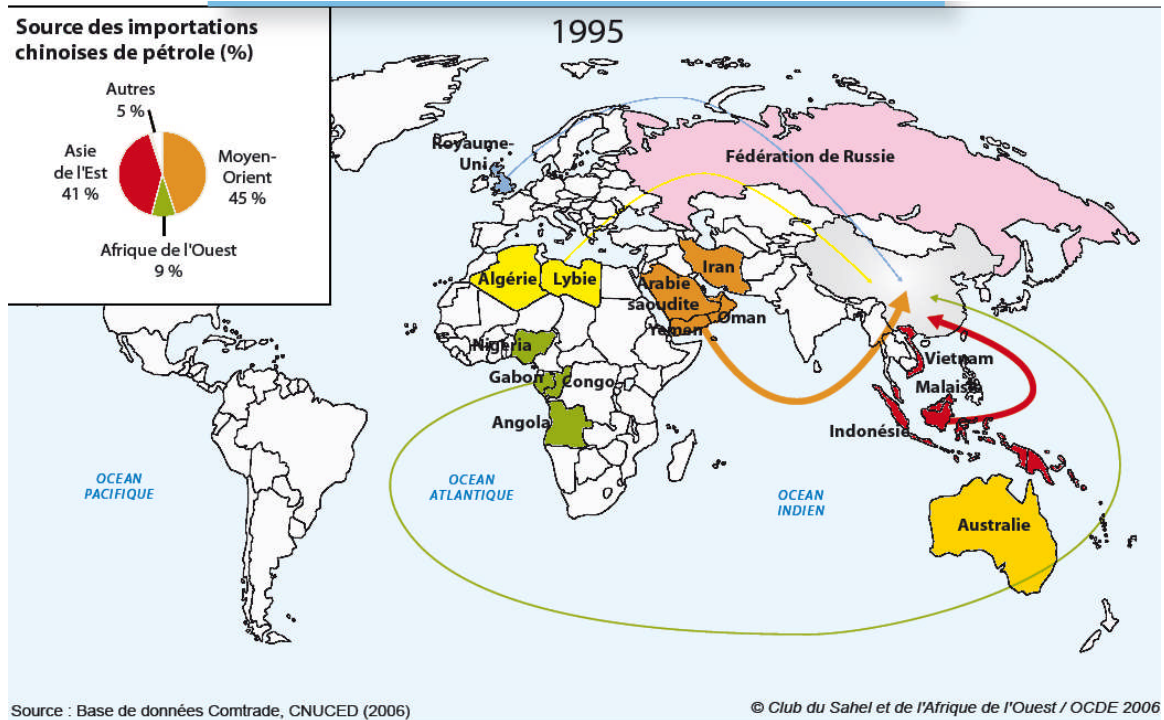 1995
Source des importations
chinoises de pétrole (%)
Autres
5 %
Asie
de l'Est
41 %
Moyen-
Orient
45 %
Afrique de l'Ouest
9 %
Royaume-
Uni
Fédération de Russie
Algérie
Lybie
Iran
Arabie
saoudite
Oman
Yemen
Nigeria
Gabon
Congo
Angola
Vietnam
Malaisie
Indonésie
Australie
OCEAN
PACIFIQUE
OCEAN
ATLANTIQUE
OCEAN
INDIEN
Source : Base de données Comtrade, CNUCED (2006)
© Club du Sahel et de l'Afrique de l'Ouest / OCDE 2006